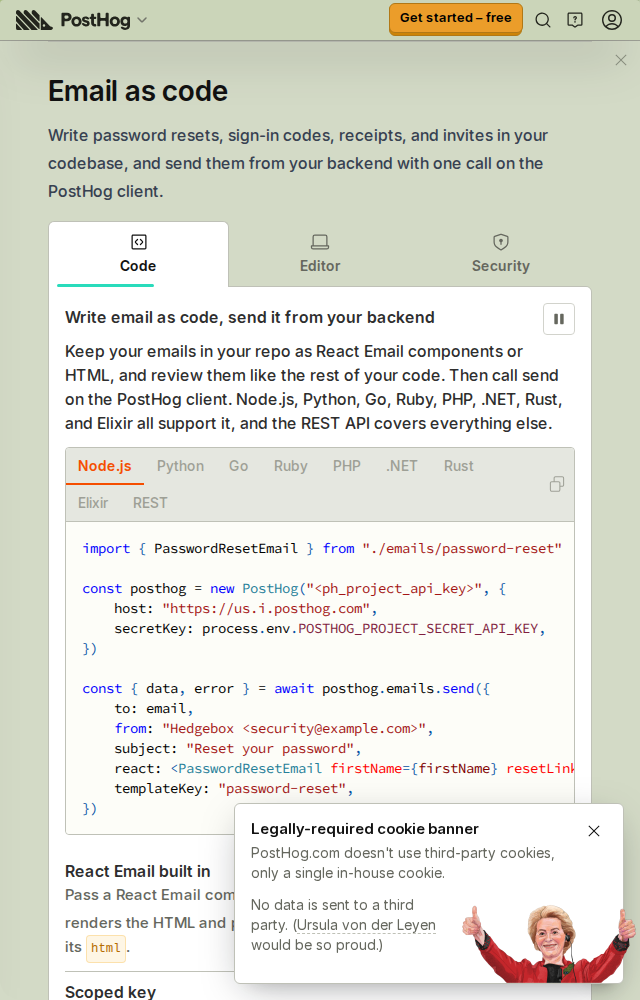 PostHog
Get started – free
Email as code
Write password resets, sign-in codes, receipts, and invites in your
codebase, and send them from your backend with one call on the
PostHog client.
Code
Editor
Security
Write email as code, send it from your backend
Keep your emails in your repo as React Email components or
HTML, and review them like the rest of your code. Then call send
on the PostHog client. Node.js, Python, Go, Ruby, PHP, .NET, Rust,
and Elixir all support it, and the REST API covers everything else.
Node.js Python Go Ruby PHP .NET Rust
Elixir REST
import { PasswordResetEmail } from "./emails/password-reset"
const posthog = new PostHog("<ph_project_api_key>", {
    host: "https://us.i.posthog.com",
    secretKey: process.env.POSTHOG_PROJECT_SECRET_API_KEY,
})
const { data, error } = await posthog.emails.send({
    to: email,
    from: "Hedgebox <security@example.com>",
    subject: "Reset your password",
    react: <PasswordResetEmail firstName={firstName} resetLink
    templateKey: "password-reset",
})
React Email built in
Pass a React Email com
renders the HTML and p
its html.
Scoped key
Legally-required cookie banner
PostHog.com doesn't use third-party cookies,
only a single in-house cookie.
No data is sent to a third
party. (Ursula von der Leyen
would be so proud.)